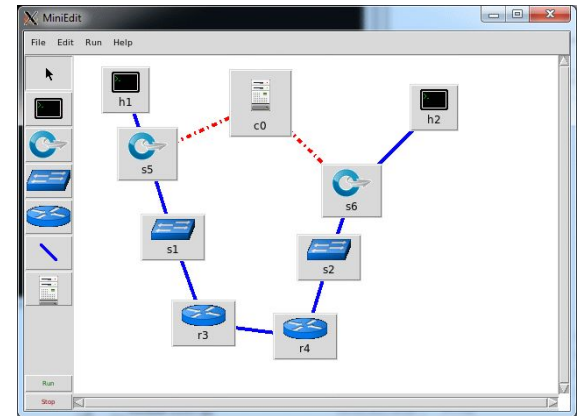 MiniEdit
File Edit Run Help
h1
c0
h2
s5
s6
s1
s2
r3
r4
Run
Stop